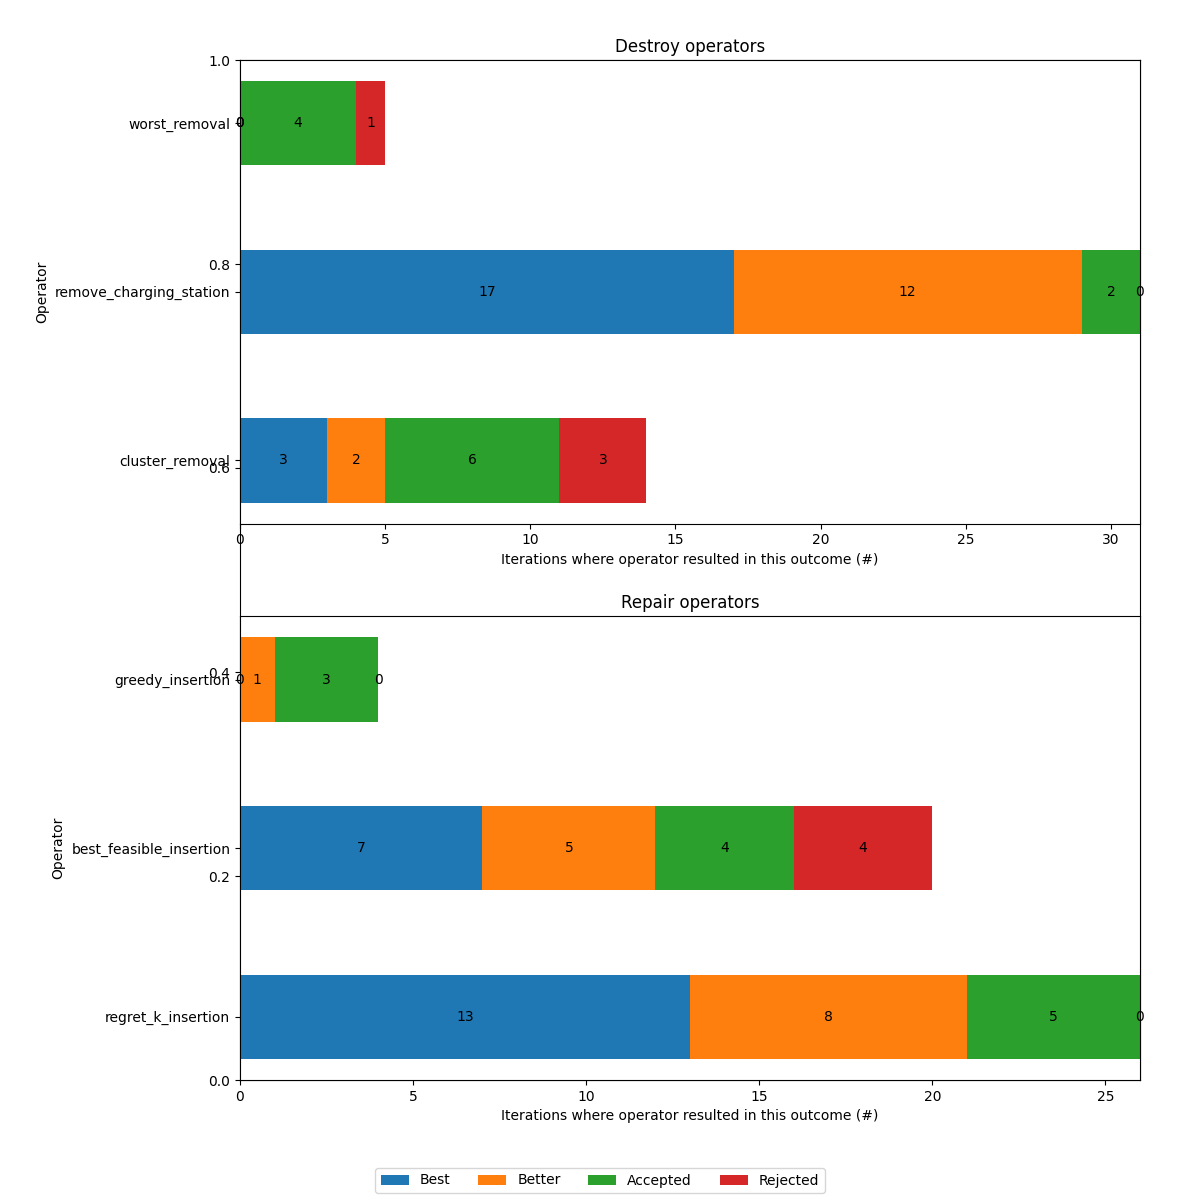 Destroy operators
1.0
worst_removal
0 0 4 1
0.8
Operator
remove_charging_station
17 12 2 0
cluster_removal
3 2 6 3
0.6
0 5 10 15 20 25 30
Iterations where operator resulted in this outcome (#)
Repair operators
0.4
greedy_insertion
0 1 3 0
Operator
best_feasible_insertion
7 5 4 4
0.2
regret_k_insertion
13 8 5 0
0.0
0 5 10 15 20 25
Iterations where operator resulted in this outcome (#)
Best Better Accepted Rejected